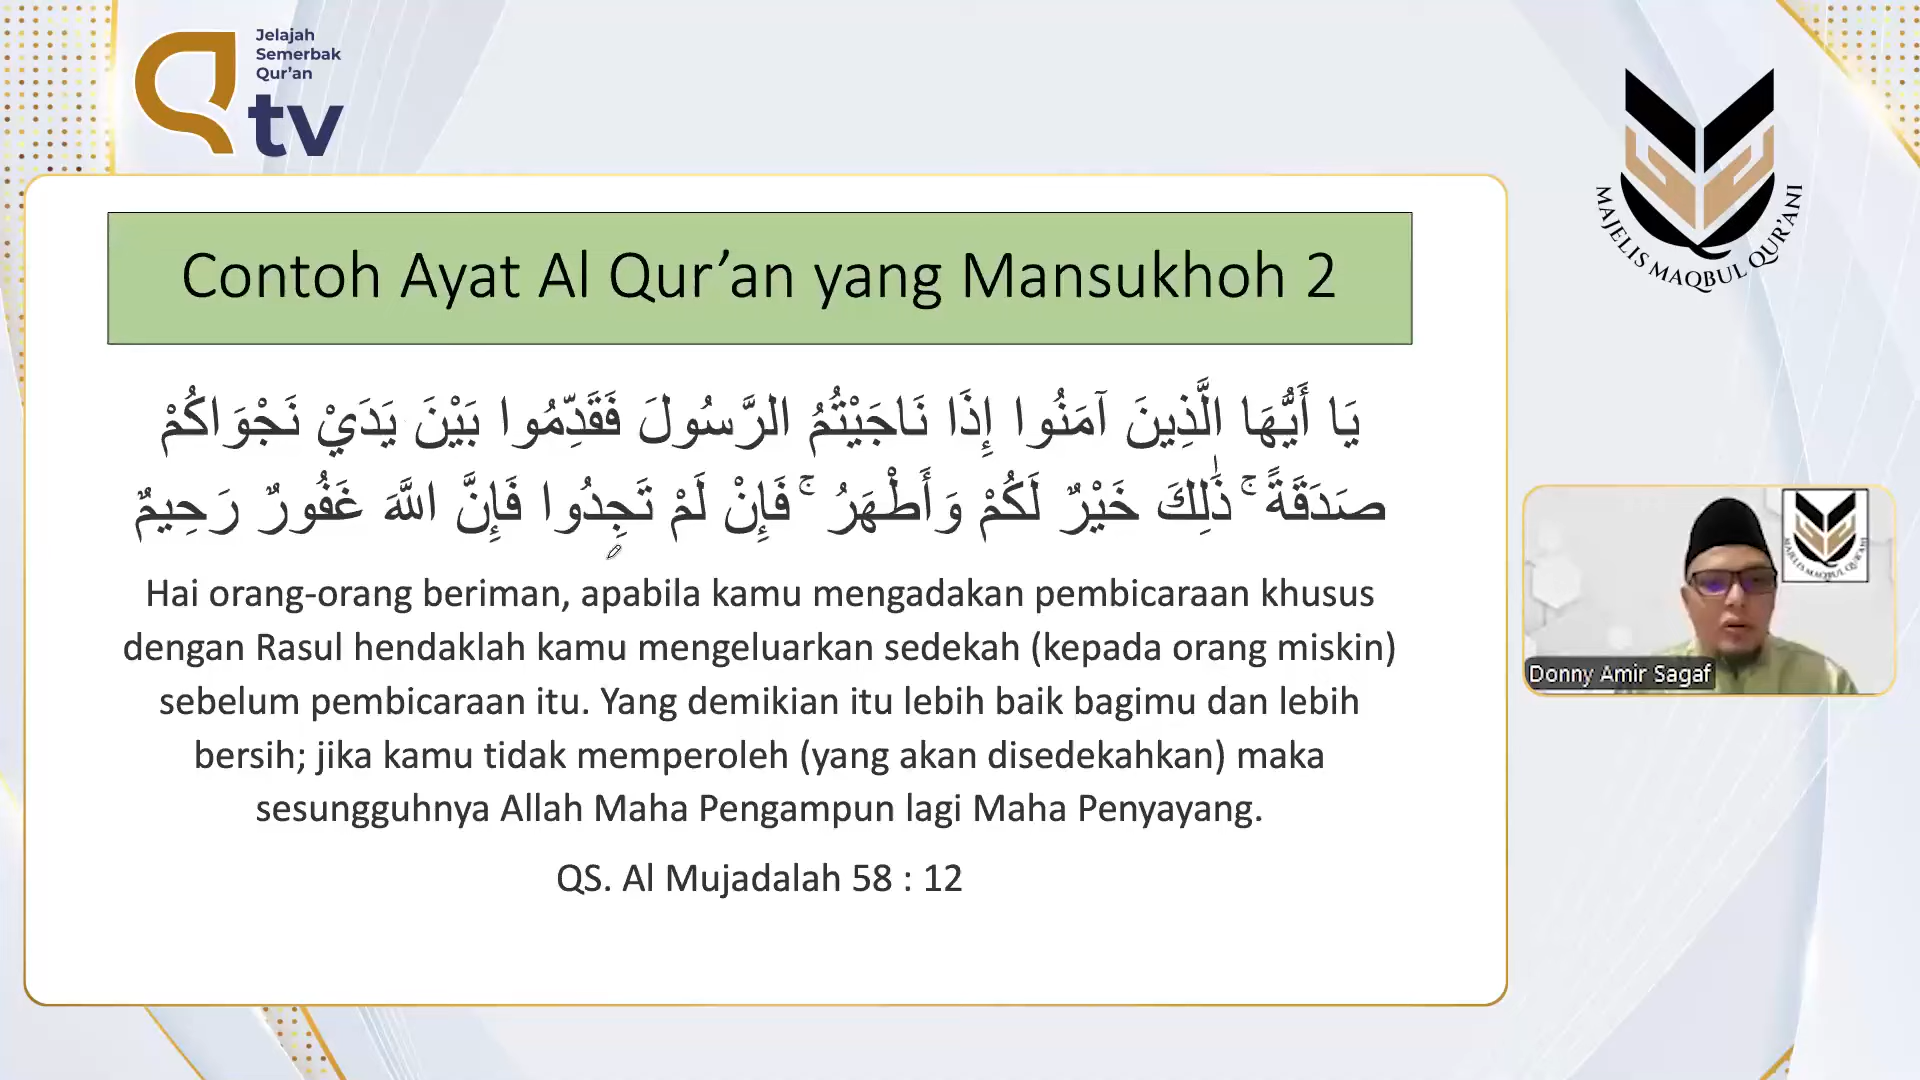 Jelajah
Semerbak
Qur'an
tv
MAJELIS MAQBUL QUR'ANI
Contoh Ayat Al Qur’an yang Mansukhoh 2
يَا أَيُّهَا الَّذِينَ آمَنُوا إِذَا نَاجَيْتُمُ الرَّسُولَ فَقَدِّمُوا بَيْنَ يَدَيْ نَجْوَاكُمْ
صَدَقَةً ۚ ذَٰلِكَ خَيْرٌ لَكُمْ وَأَطْهَرُ ۚ فَإِنْ لَمْ تَجِدُوا فَإِنَّ اللَّهَ غَفُورٌ رَحِيمٌ
Hai orang-orang beriman, apabila kamu mengadakan pembicaraan khusus
dengan Rasul hendaklah kamu mengeluarkan sedekah (kepada orang miskin)
sebelum pembicaraan itu. Yang demikian itu lebih baik bagimu dan lebih
bersih; jika kamu tidak memperoleh (yang akan disedekahkan) maka
sesungguhnya Allah Maha Pengampun lagi Maha Penyayang.
QS. Al Mujadalah 58 : 12
MAJELIS MAQBUL QUR'ANI
Donny Amir Sagaf